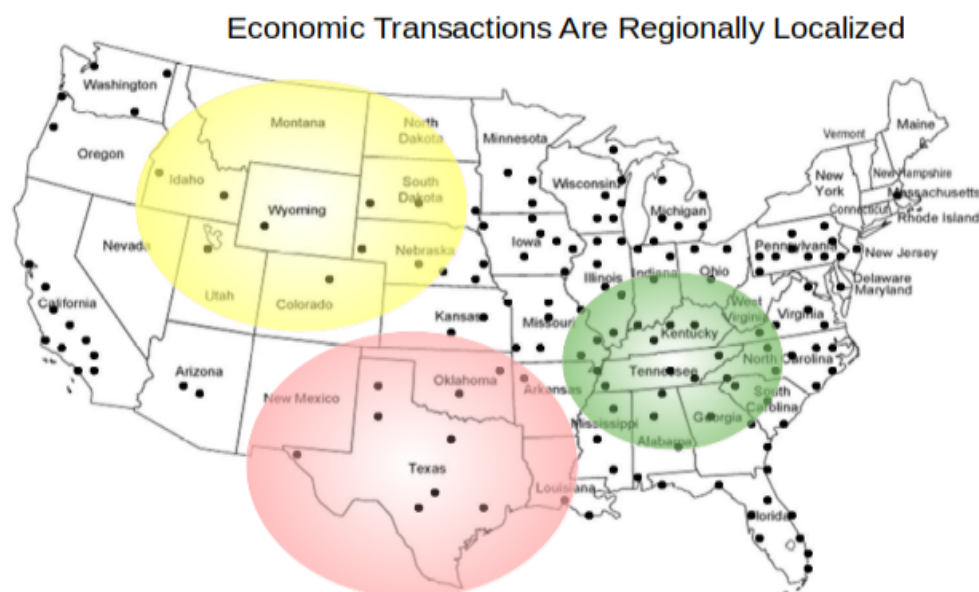 Economic Transactions Are Regionally Localized
Washington
Montana
North
Dakota
Minnesota
Vermont
Maine
Oregon
Idaho
Wyoming
South
Dakota
Wisconsin
Michigan
New
York
New Hampshire
Massachusetts
Connecticut
Rhode Island
Nevada
Utah
Colorado
Nebraska
Iowa
Illinois
Indiana
Ohio
Pennsylvania
New Jersey
Delaware
Maryland
California
Kansas
Missouri
Kentucky
West
Virginia
Virginia
Arizona
New Mexico
Oklahoma
Arkansas
Tennessee
North Carolina
South
Carolina
Texas
Louisiana
Mississippi
Alabama
Georgia
Florida